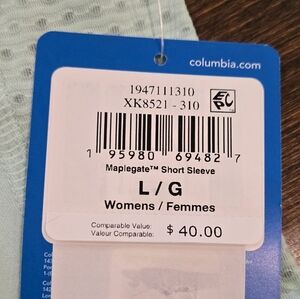 columbia.com
1947111310
XK8521 - 310
EPC
1 95980 69482 7
Maplegate™ Short Sleeve
L / G
Womens / Femmes
Comparable Value:
Valeur Comparable:
$ 40.00